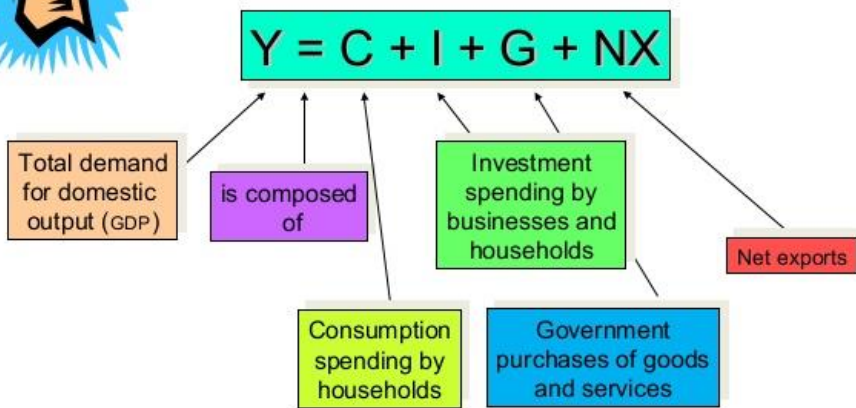 Y = C + I + G + NX
Total demand
for domestic
output (GDP)
is composed
of
Investment
spending by
businesses and
households
Net exports
Consumption
spending by
households
Government
purchases of goods
and services